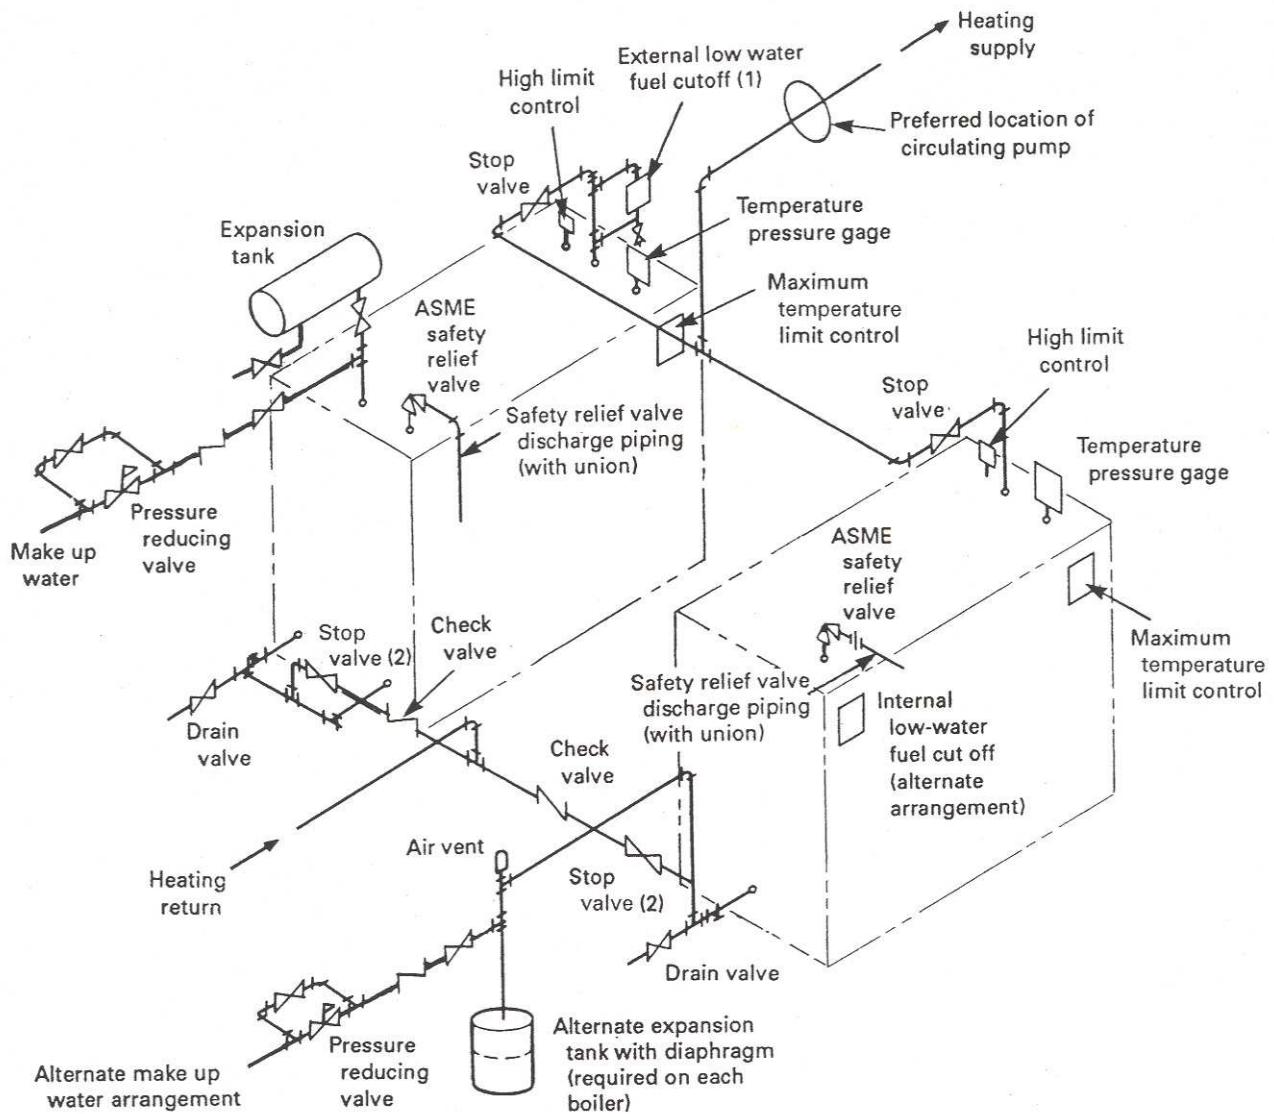 Heating
supply
External low water
fuel cutoff (1)
High limit
control
Preferred location of
circulating pump
Stop
valve
Temperature
pressure gage
Expansion
tank
Maximum
temperature
limit control
ASME
safety
relief
valve
High limit
control
Stop
valve
Safety relief valve
discharge piping
(with union)
Temperature
pressure gage
Pressure
reducing
valve
Make up
water
ASME
safety
relief
valve
Stop
valve (2)
Check
valve
Maximum
temperature
limit control
Safety relief valve
discharge piping
(with union)
Internal
low-water
fuel cut off
(alternate
arrangement)
Drain
valve
Check
valve
Air vent
Heating
return
Stop
valve (2)
Drain valve
Alternate expansion
tank with diaphragm
(required on each
boiler)
Pressure
reducing
valve
Alternate make up
water arrangement